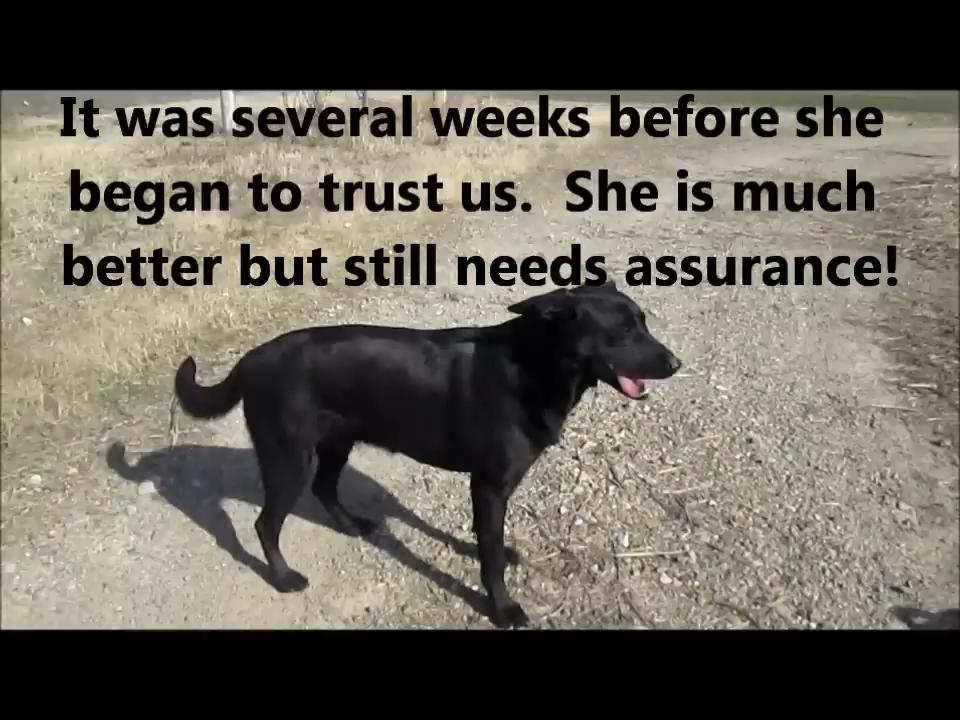 It was several weeks before she
began to trust us.  She is much
better but still needs assurance!